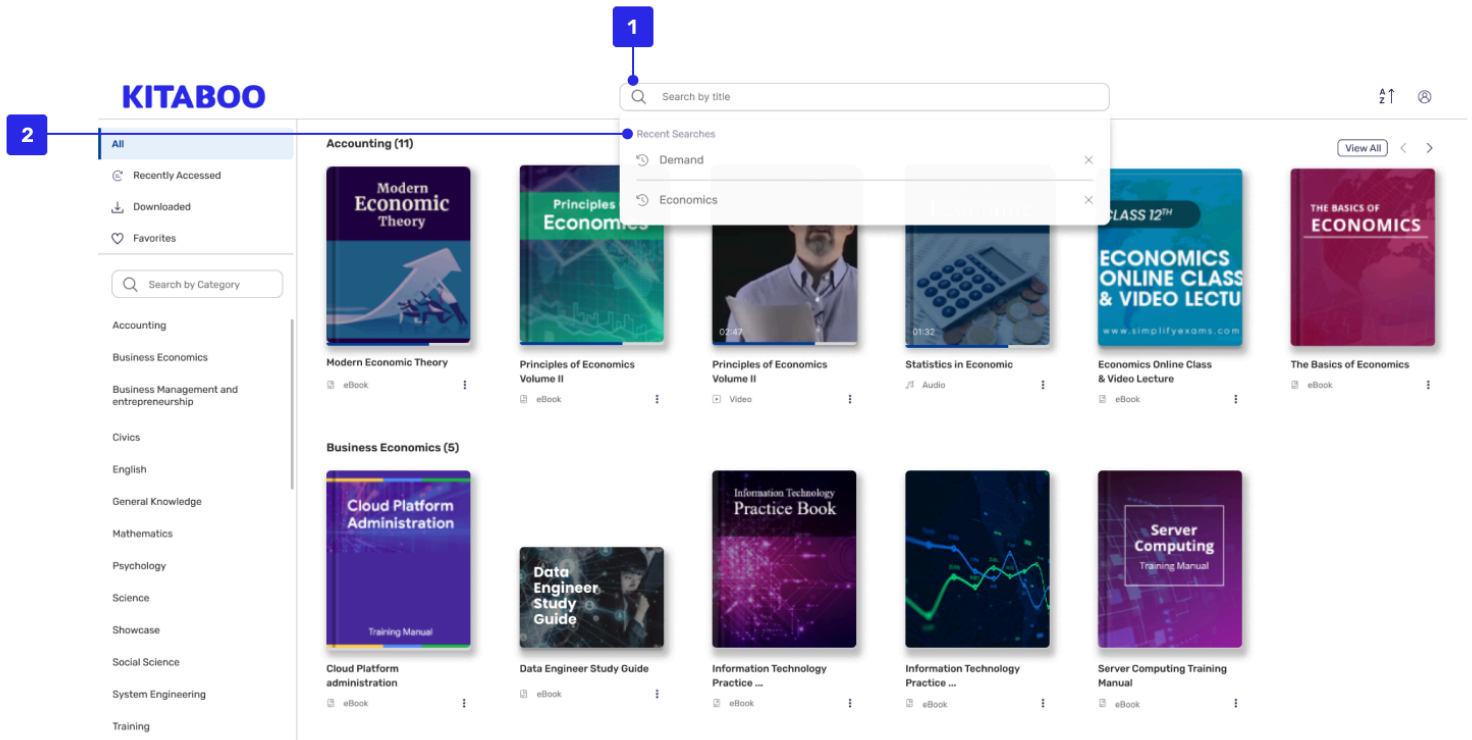 1
KITABOO
Search by title
A
Z
2
Recent Searches
Demand
Economics
All
Recently Accessed
Downloaded
Favorites
Search by Category
Accounting
Business Economics
Business Management and
entrepreneurship
Civics
English
General Knowledge
Mathematics
Psychology
Science
Showcase
Social Science
System Engineering
Training
Accounting (11)
View All
Modern
Economic
Theory
Principles
Economics
02:47
01:32
CLASS 12TH
ECONOMICS
ONLINE CLASS
& VIDEO LECTU
www.simplifyexams.com
THE BASICS OF
ECONOMICS
Modern Economic Theory
eBook
Principles of Economics
Volume II
eBook
Principles of Economics
Volume II
Video
Statistics in Economic
Audio
Economics Online Class
& Video Lecture
eBook
The Basics of Economics
eBook
Business Economics (5)
Cloud Platform
Administration
Training Manual
Data
Engineer
Study
Guide
Information Technology
Practice Book
Server
Computing
Training Manual
Cloud Platform
administration
eBook
Data Engineer Study Guide
eBook
Information Technology
Practice ...
eBook
Information Technology
Practice ...
eBook
Server Computing Training
Manual
eBook